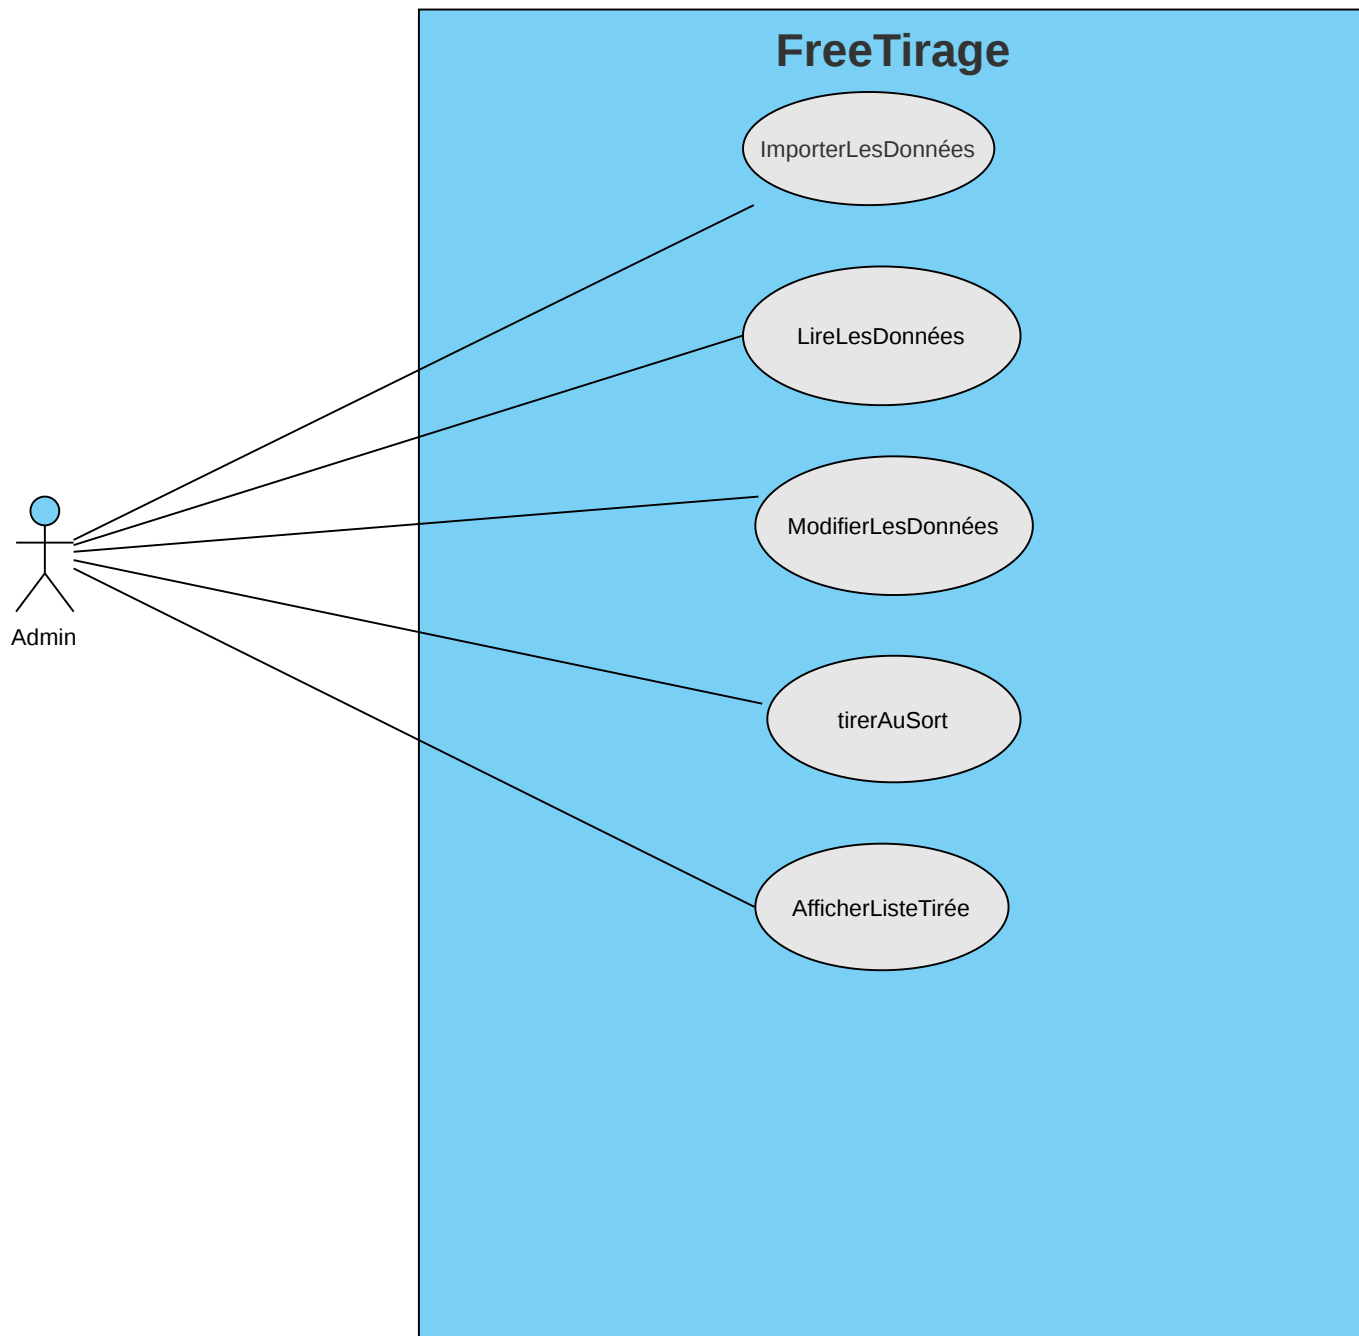 FreeTirage
ImporterLesDonnées
LireLesDonnées
ModifierLesDonnées
Admin
tirerAuSort
AfficherListeTirée